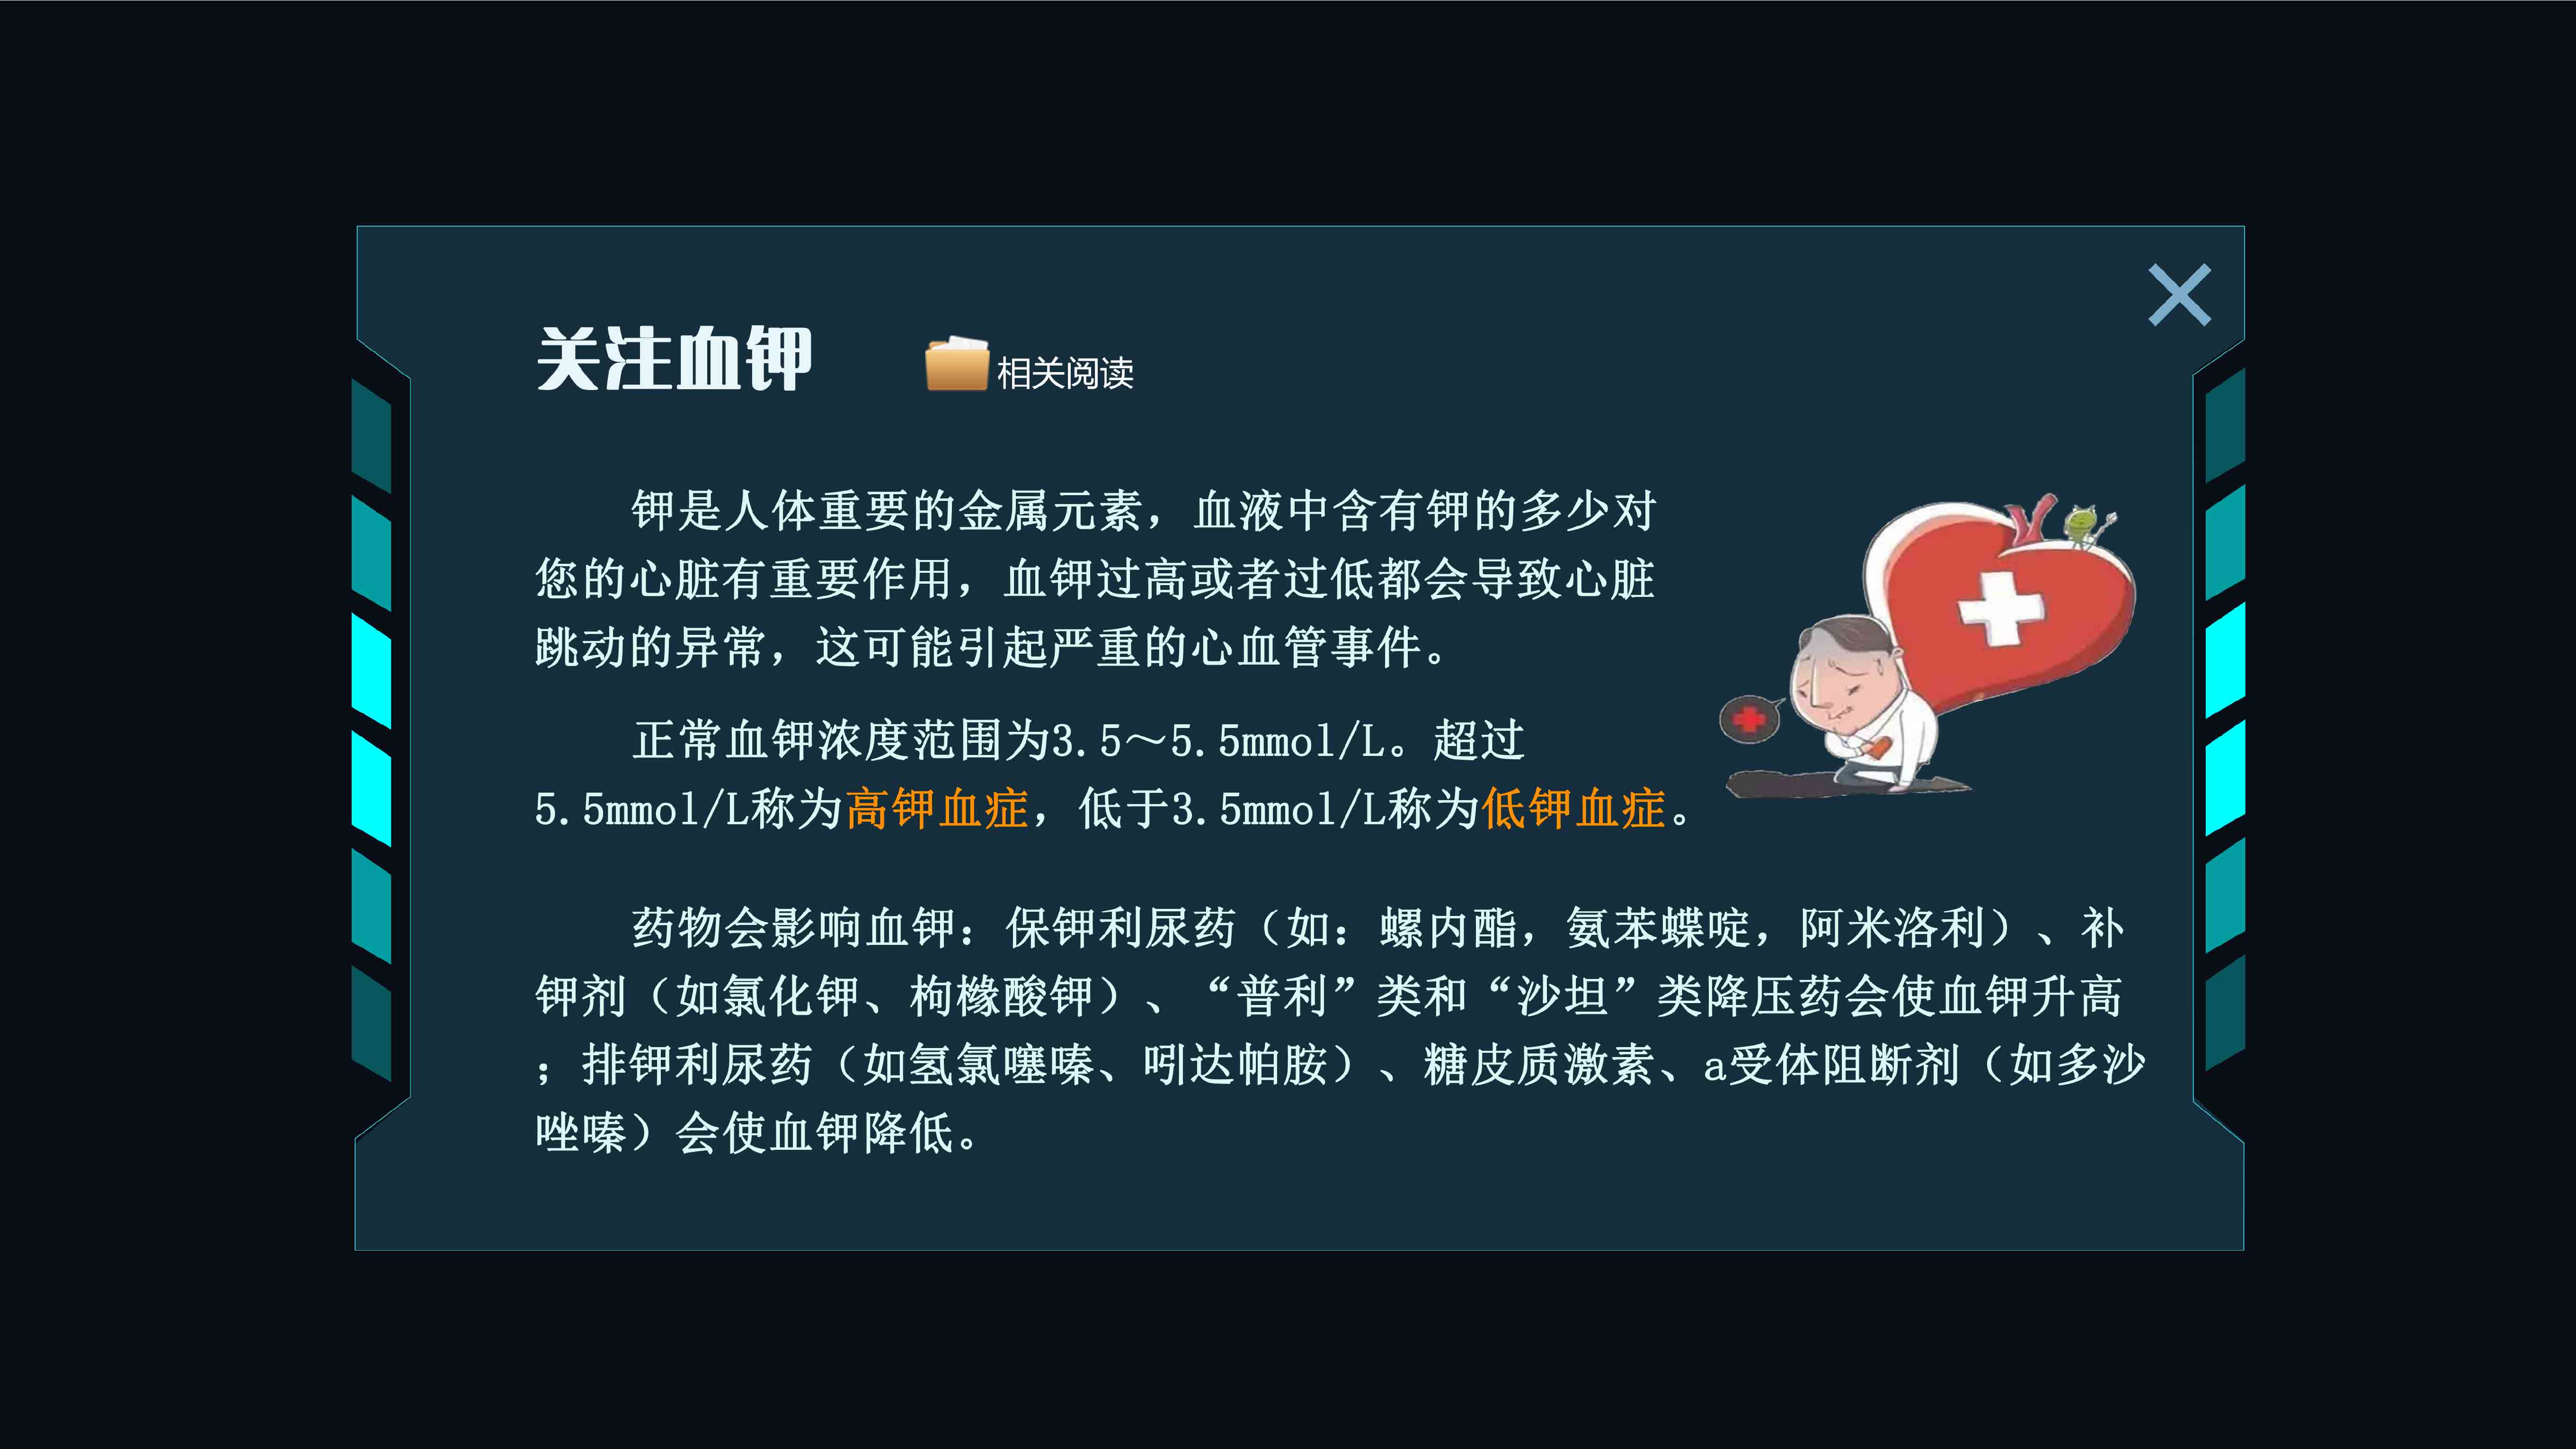 关注血钾
相关阅读
钾是人体重要的金属元素，血液中含有钾的多少对
您的心脏有重要作用，血钾过高或者过低都会导致心脏
跳动的异常，这可能引起严重的心血管事件。
正常血钾浓度范围为3.5～5.5mmol/L。超过
5.5mmol/L称为高钾血症，低于3.5mmol/L称为低钾血症。
药物会影响血钾：保钾利尿药（如：螺内酯，氨苯蝶啶，阿米洛利）、补
钾剂（如氯化钾、枸橼酸钾）、“普利”类和“沙坦”类降压药会使血钾升高
；排钾利尿药（如氢氯噻嗪、吲达帕胺）、糖皮质激素、a受体阻断剂（如多沙
唑嗪）会使血钾降低。